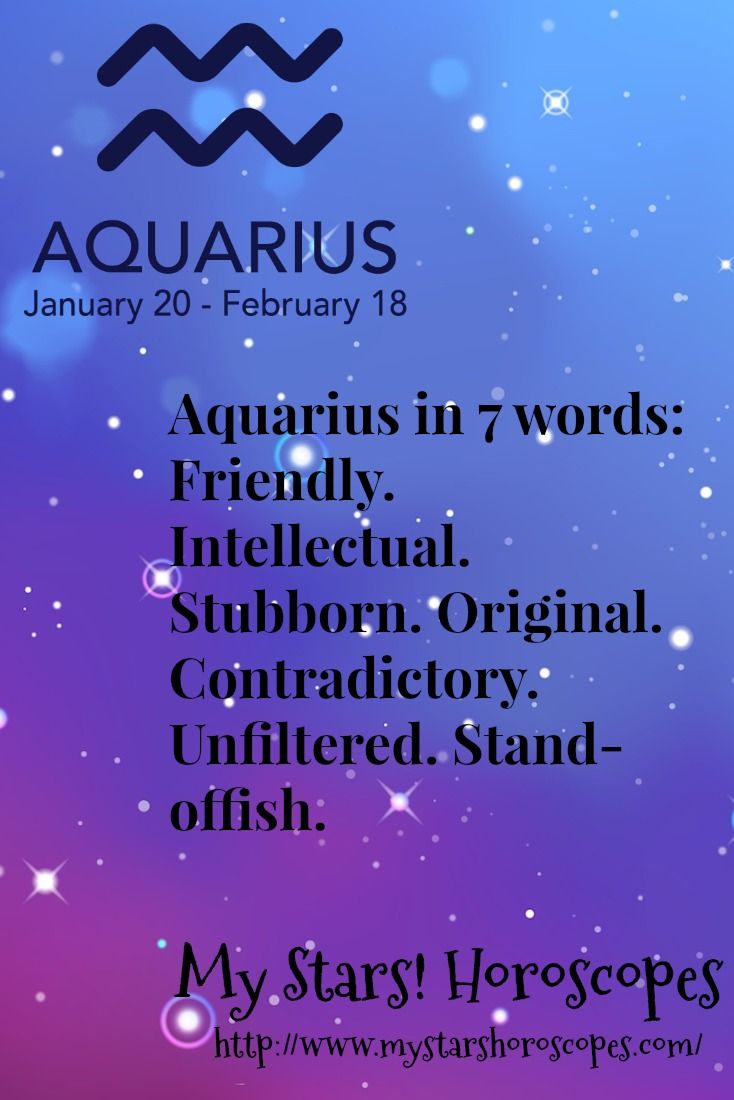 AQUARIUS
January 20 - February 18
Aquarius in 7 words:
Friendly.
Intellectual.
Stubborn. Original.
Contradictory.
Unfiltered. Stand-
offish.
My Stars! Horoscopes
http://www.mystarshoroscopes.com/